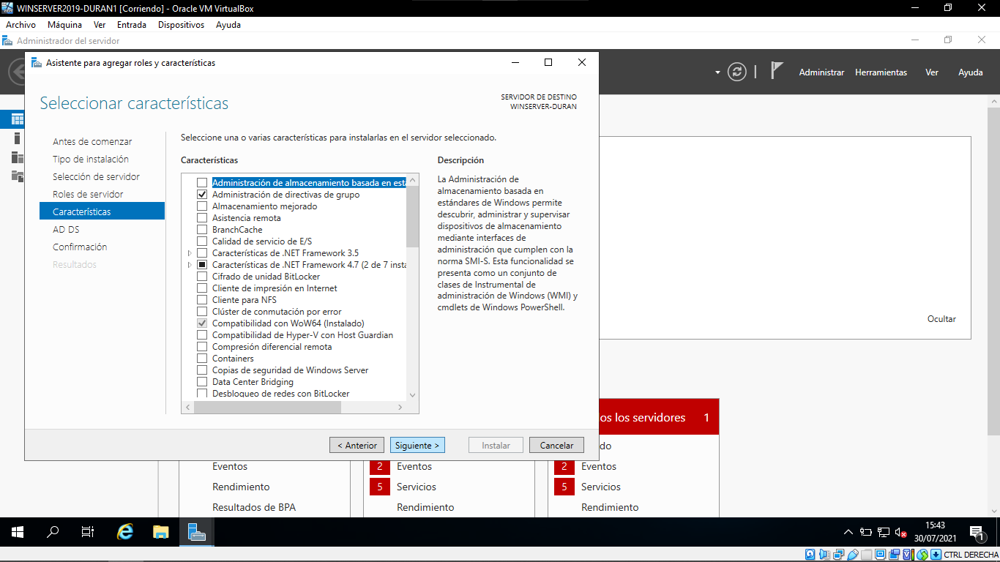 WINSERVER2019-DURAN1 [Corriendo] - Oracle VM VirtualBox
Archivo Máquina Ver Entrada Dispositivos Ayuda
Administrador del servidor
Administrar Herramientas Ver Ayuda
Asistente para agregar roles y características
Seleccionar características
SERVIDOR DE DESTINO
WINSERVER-DURAN
Antes de comenzar
Tipo de instalación
Selección de servidor
Roles de servidor
Características
AD DS
Confirmación
Resultados
Seleccione una o varias características para instalarlas en el servidor seleccionado.
Características
Administración de almacenamiento basada en está
Administración de directivas de grupo
Almacenamiento mejorado
Asistencia remota
BranchCache
Calidad de servicio de E/S
Características de .NET Framework 3.5
Características de .NET Framework 4.7 (2 de 7 insta
Cifrado de unidad BitLocker
Cliente de impresión en Internet
Cliente para NFS
Clúster de conmutación por error
Compatibilidad con WoW64 (Instalado)
Compatibilidad de Hyper-V con Host Guardian
Compresión diferencial remota
Containers
Copias de seguridad de Windows Server
Data Center Bridging
Desbloqueo de redes con BitLocker
Descripción
La Administración de
almacenamiento basada en
estándares de Windows permite
descubrir, administrar y supervisar
dispositivos de almacenamiento
mediante interfaces de
administración que cumplen con la
norma SMI-S. Esta funcionalidad se
presenta como un conjunto de
clases de Instrumental de
administración de Windows (WMI) y
cmdlets de Windows PowerShell.
< Anterior Siguiente > Instalar Cancelar
Ocultar
os los servidores 1
do
Eventos
Rendimiento
Resultados de BPA
2 Eventos
5 Servicios
Rendimiento
2 Eventos
5 Servicios
Rendimiento
15:43
30/07/2021
1
CTRL DERECHA